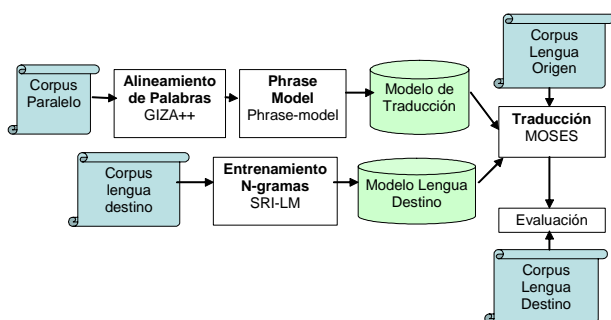 Corpus
Paralelo
Alineamiento
de Palabras
GIZA++
Phrase
Model
Phrase-model
Modelo de
Traducción
Corpus
Lengua
Origen
Traducción
MOSES
Corpus
lengua
destino
Entrenamiento
N-gramas
SRI-LM
Modelo Lengua
Destino
Evaluación
Corpus
Lengua
Destino